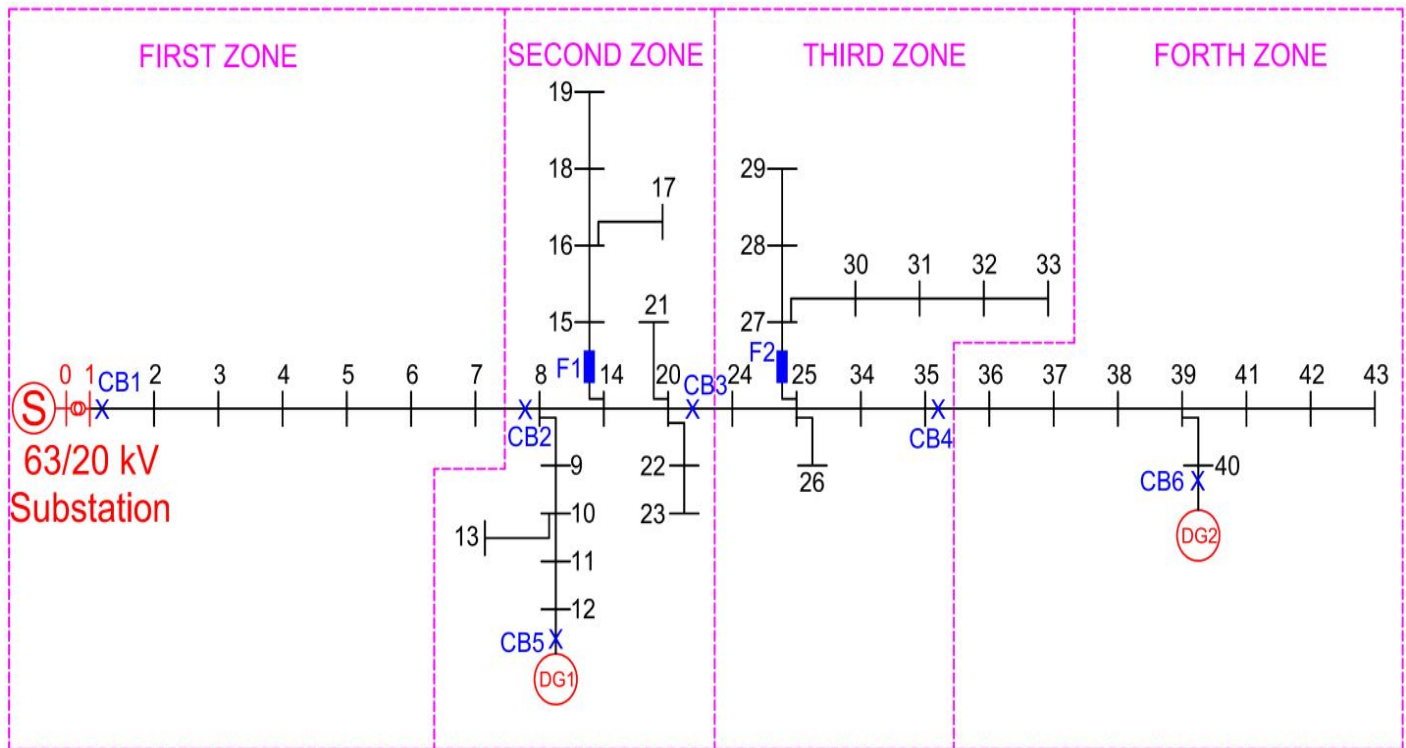 FIRST ZONE
SECOND ZONE
THIRD ZONE
FORTH ZONE
19
18
17
16
15
21
29
28
30 31 32 33
27
F1
F2
S
0 1 CB1 2 3 4 5 6 7 8 14 20 CB3 24 25 34 35 36 37 38 39 41 42 43
CB2
CB4
63/20 kV
Substation
9
22
26
40
CB6
10
23
13
11
DG2
12
CB5
DG1